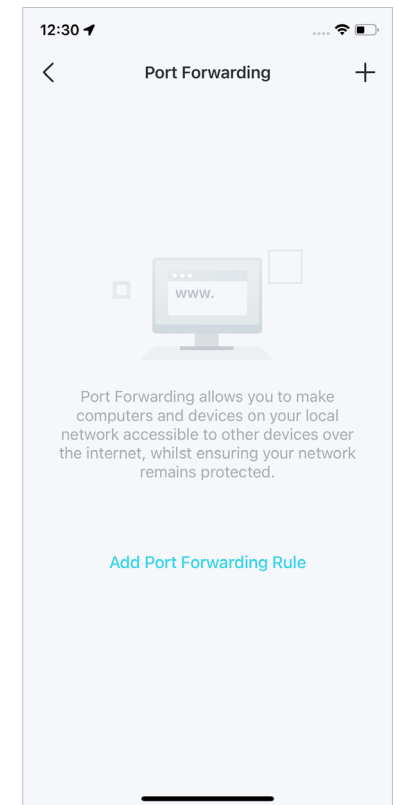 12:30
Port Forwarding
www.
Port Forwarding allows you to make
computers and devices on your local
network accessible to other devices over
the internet, whilst ensuring your network
remains protected.
Add Port Forwarding Rule